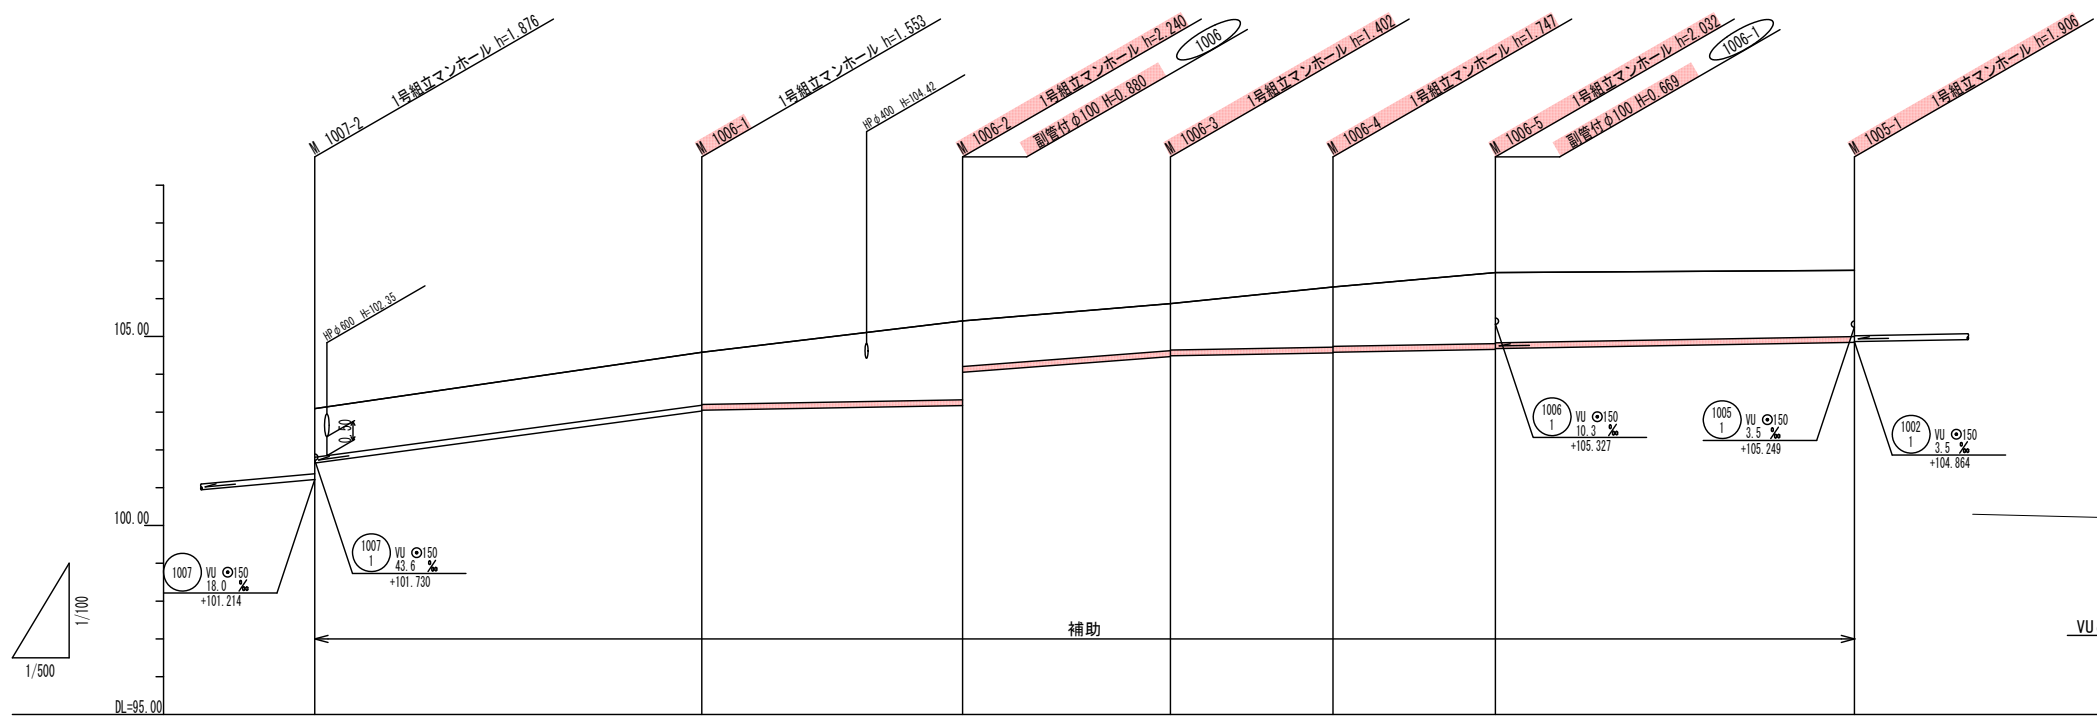 M 1007-2
1号組立マンホール h=1.876
M 1006-1
1号組立マンホール h=1.553
HPφ400 H=104.42
M 1006-2
1号組立マンホール h=2.240
副管付φ100 H=0.880
1006
M 1006-3
1号組立マンホール h=1.402
M 1006-4
1号組立マンホール h=1.747
M 1006-5
1号組立マンホール h=2.032
副管付φ100 H=0.669
1006-1
M 1005-1
1号組立マンホール h=1.906
HPφ600 H=102.35
105.00
0.50
1006
1
VU ⦿150
10.3 ‰
+105.327
1005
1
VU ⦿150
3.5 ‰
+105.249
1002
1
VU ⦿150
3.5 ‰
+104.864
100.00
1007
VU ⦿150
18.0 ‰
+101.214
1007
1
VU ⦿150
43.6 ‰
+101.730
1/100
1/500
補助
VU
DL=95.00